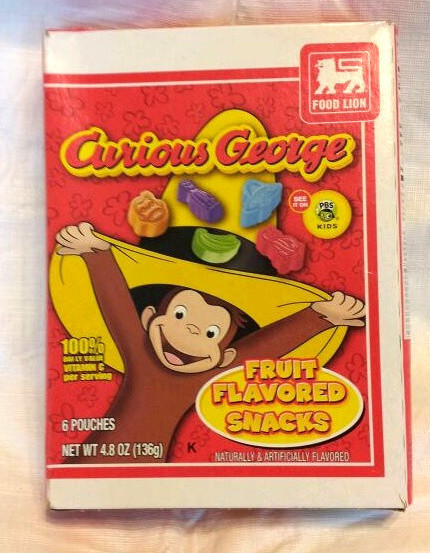 FOOD LION
Curious George
SEE
IT ON
PBS
KIDS
100%
DAILY VALUE
VITAMIN C
per serving
FRUIT
FLAVORED
SNACKS
6 POUCHES
NET WT 4.8 OZ (136g)
K
NATURALLY & ARTIFICIALLY FLAVORED